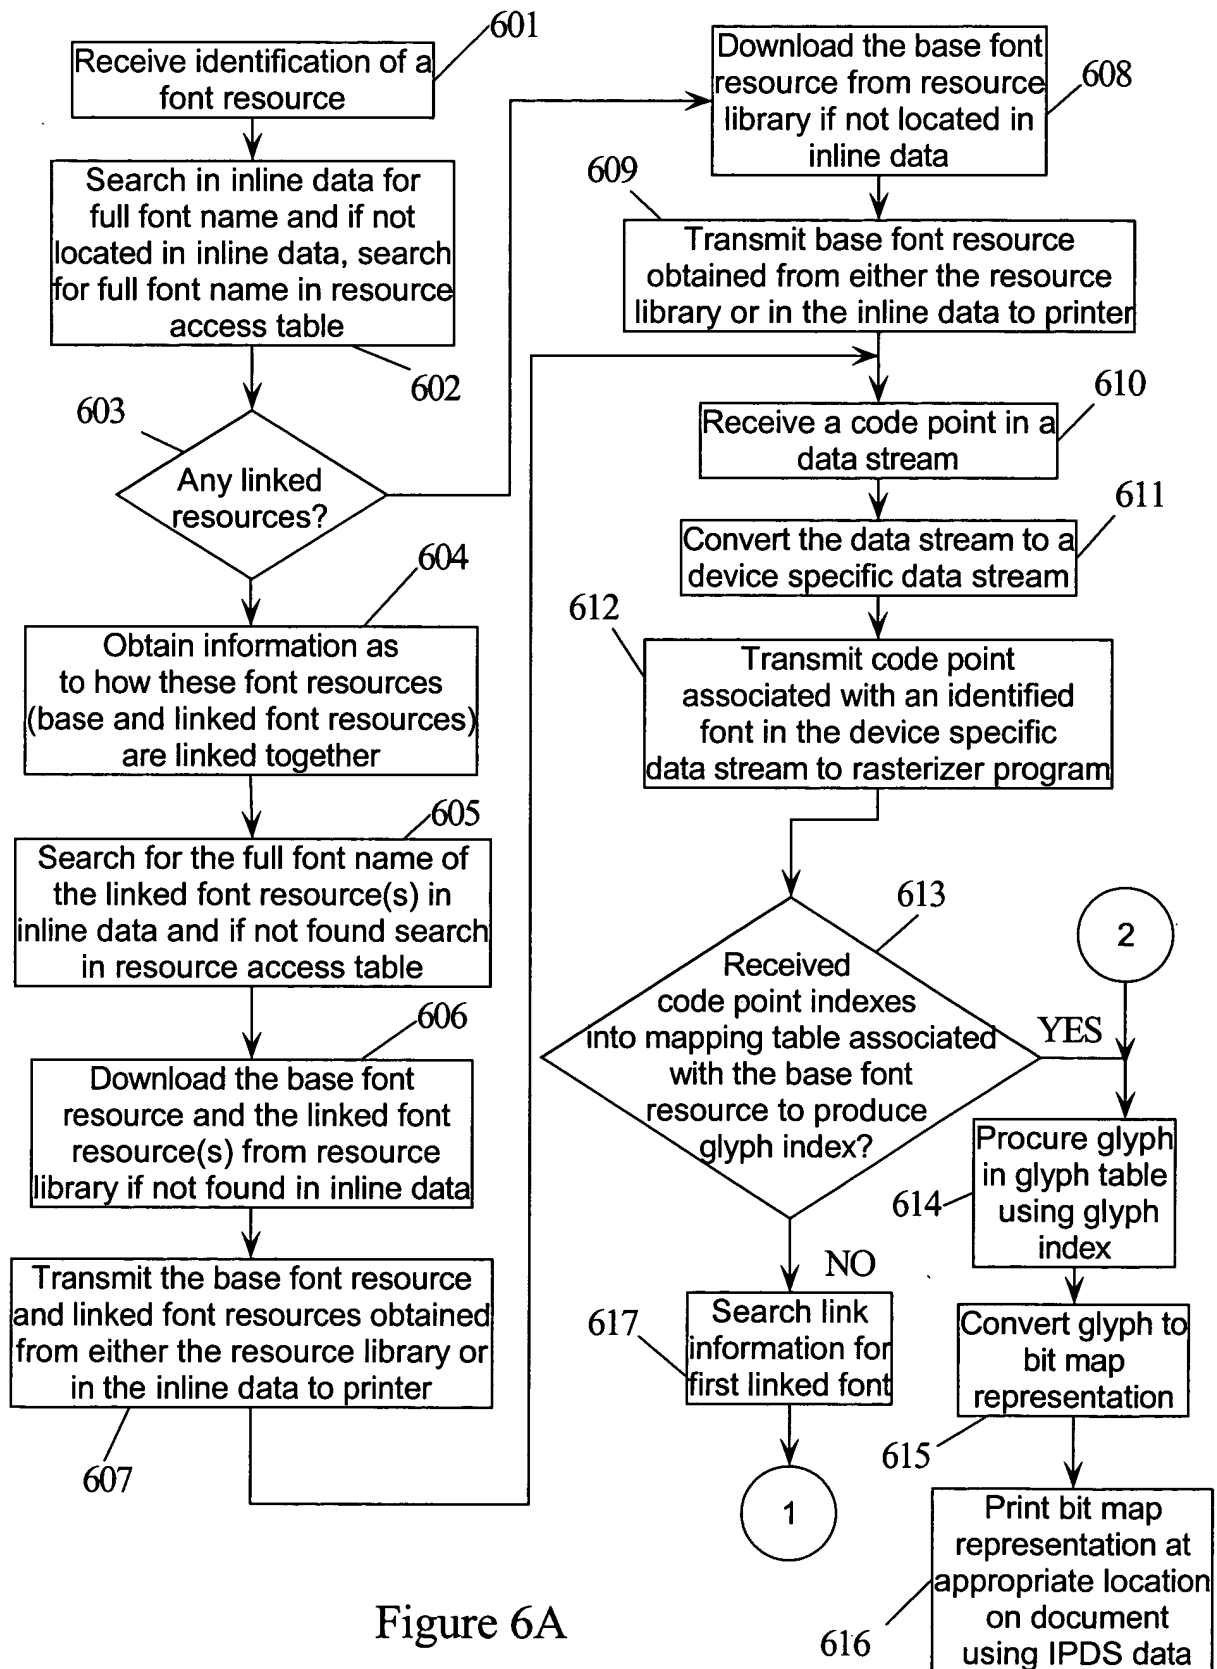 601
Receive identification of a
font resource
Search in inline data for
full font name and if not
located in inline data, search
for full font name in resource
access table
602
603
Any linked
resources?
604
Obtain information as
to how these font resources
(base and linked font resources)
are linked together
605
Search for the full font name of
the linked font resource(s) in
inline data and if not found search
in resource access table
606
Download the base font
resource and the linked font
resource(s) from resource
library if not found in inline data
Transmit the base font resource
and linked font resources obtained
from either the resource library or
in the inline data to printer
607
Download the base font
resource from resource
library if not located in
inline data
608
609
Transmit base font resource
obtained from either the resource
library or in the inline data to printer
610
Receive a code point in a
data stream
611
Convert the data stream to a
device specific data stream
612
Transmit code point
associated with an identified
font in the device specific
data stream to rasterizer program
613
Received
code point indexes
into mapping table associated
with the base font
resource to produce
glyph index?
YES
2
NO
617
Search link
information for
first linked font
1
614
Procure glyph
in glyph table
using glyph
index
Convert glyph to
bit map
representation
615
Print bit map
representation at
appropriate location
on document
using IPDS data
616
Figure 6A